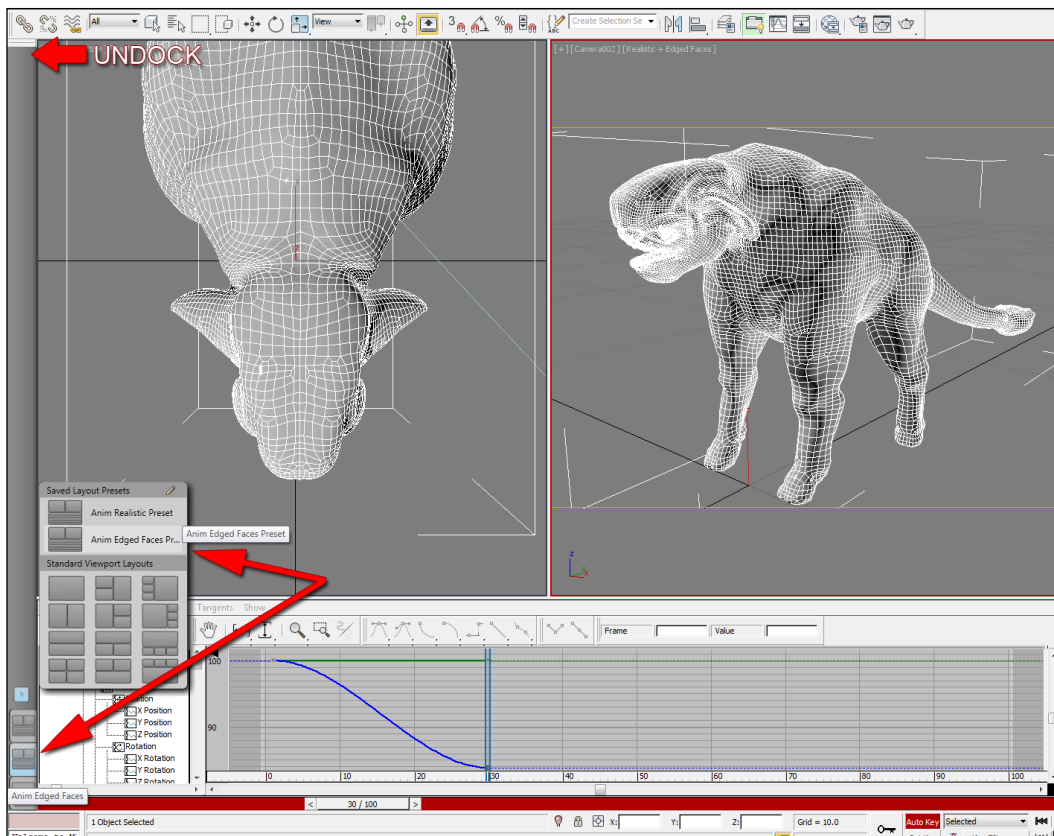 All
View
3
%
ABC
Create Selection Se
UNDOCK
[ + ] [Camera002 ] [ Realistic + Edged Faces ]
Saved Layout Presets
Anim Realistic Preset
Anim Edged Faces Pr...
Anim Edged Faces Preset
Standard Viewport Layouts
z
y
Tangents Show
Frame
Value
100
90
X Position
Y Position
Z Position
Rotation
X Rotation
Y Rotation
Z Rotation
0 10 20 30 40 50 60 70 80 90 100
Anim Edged Faces
< 30 / 100 >
1 Object Selected
X:
Y:
Z:
Grid = 10.0
Auto Key
Selected